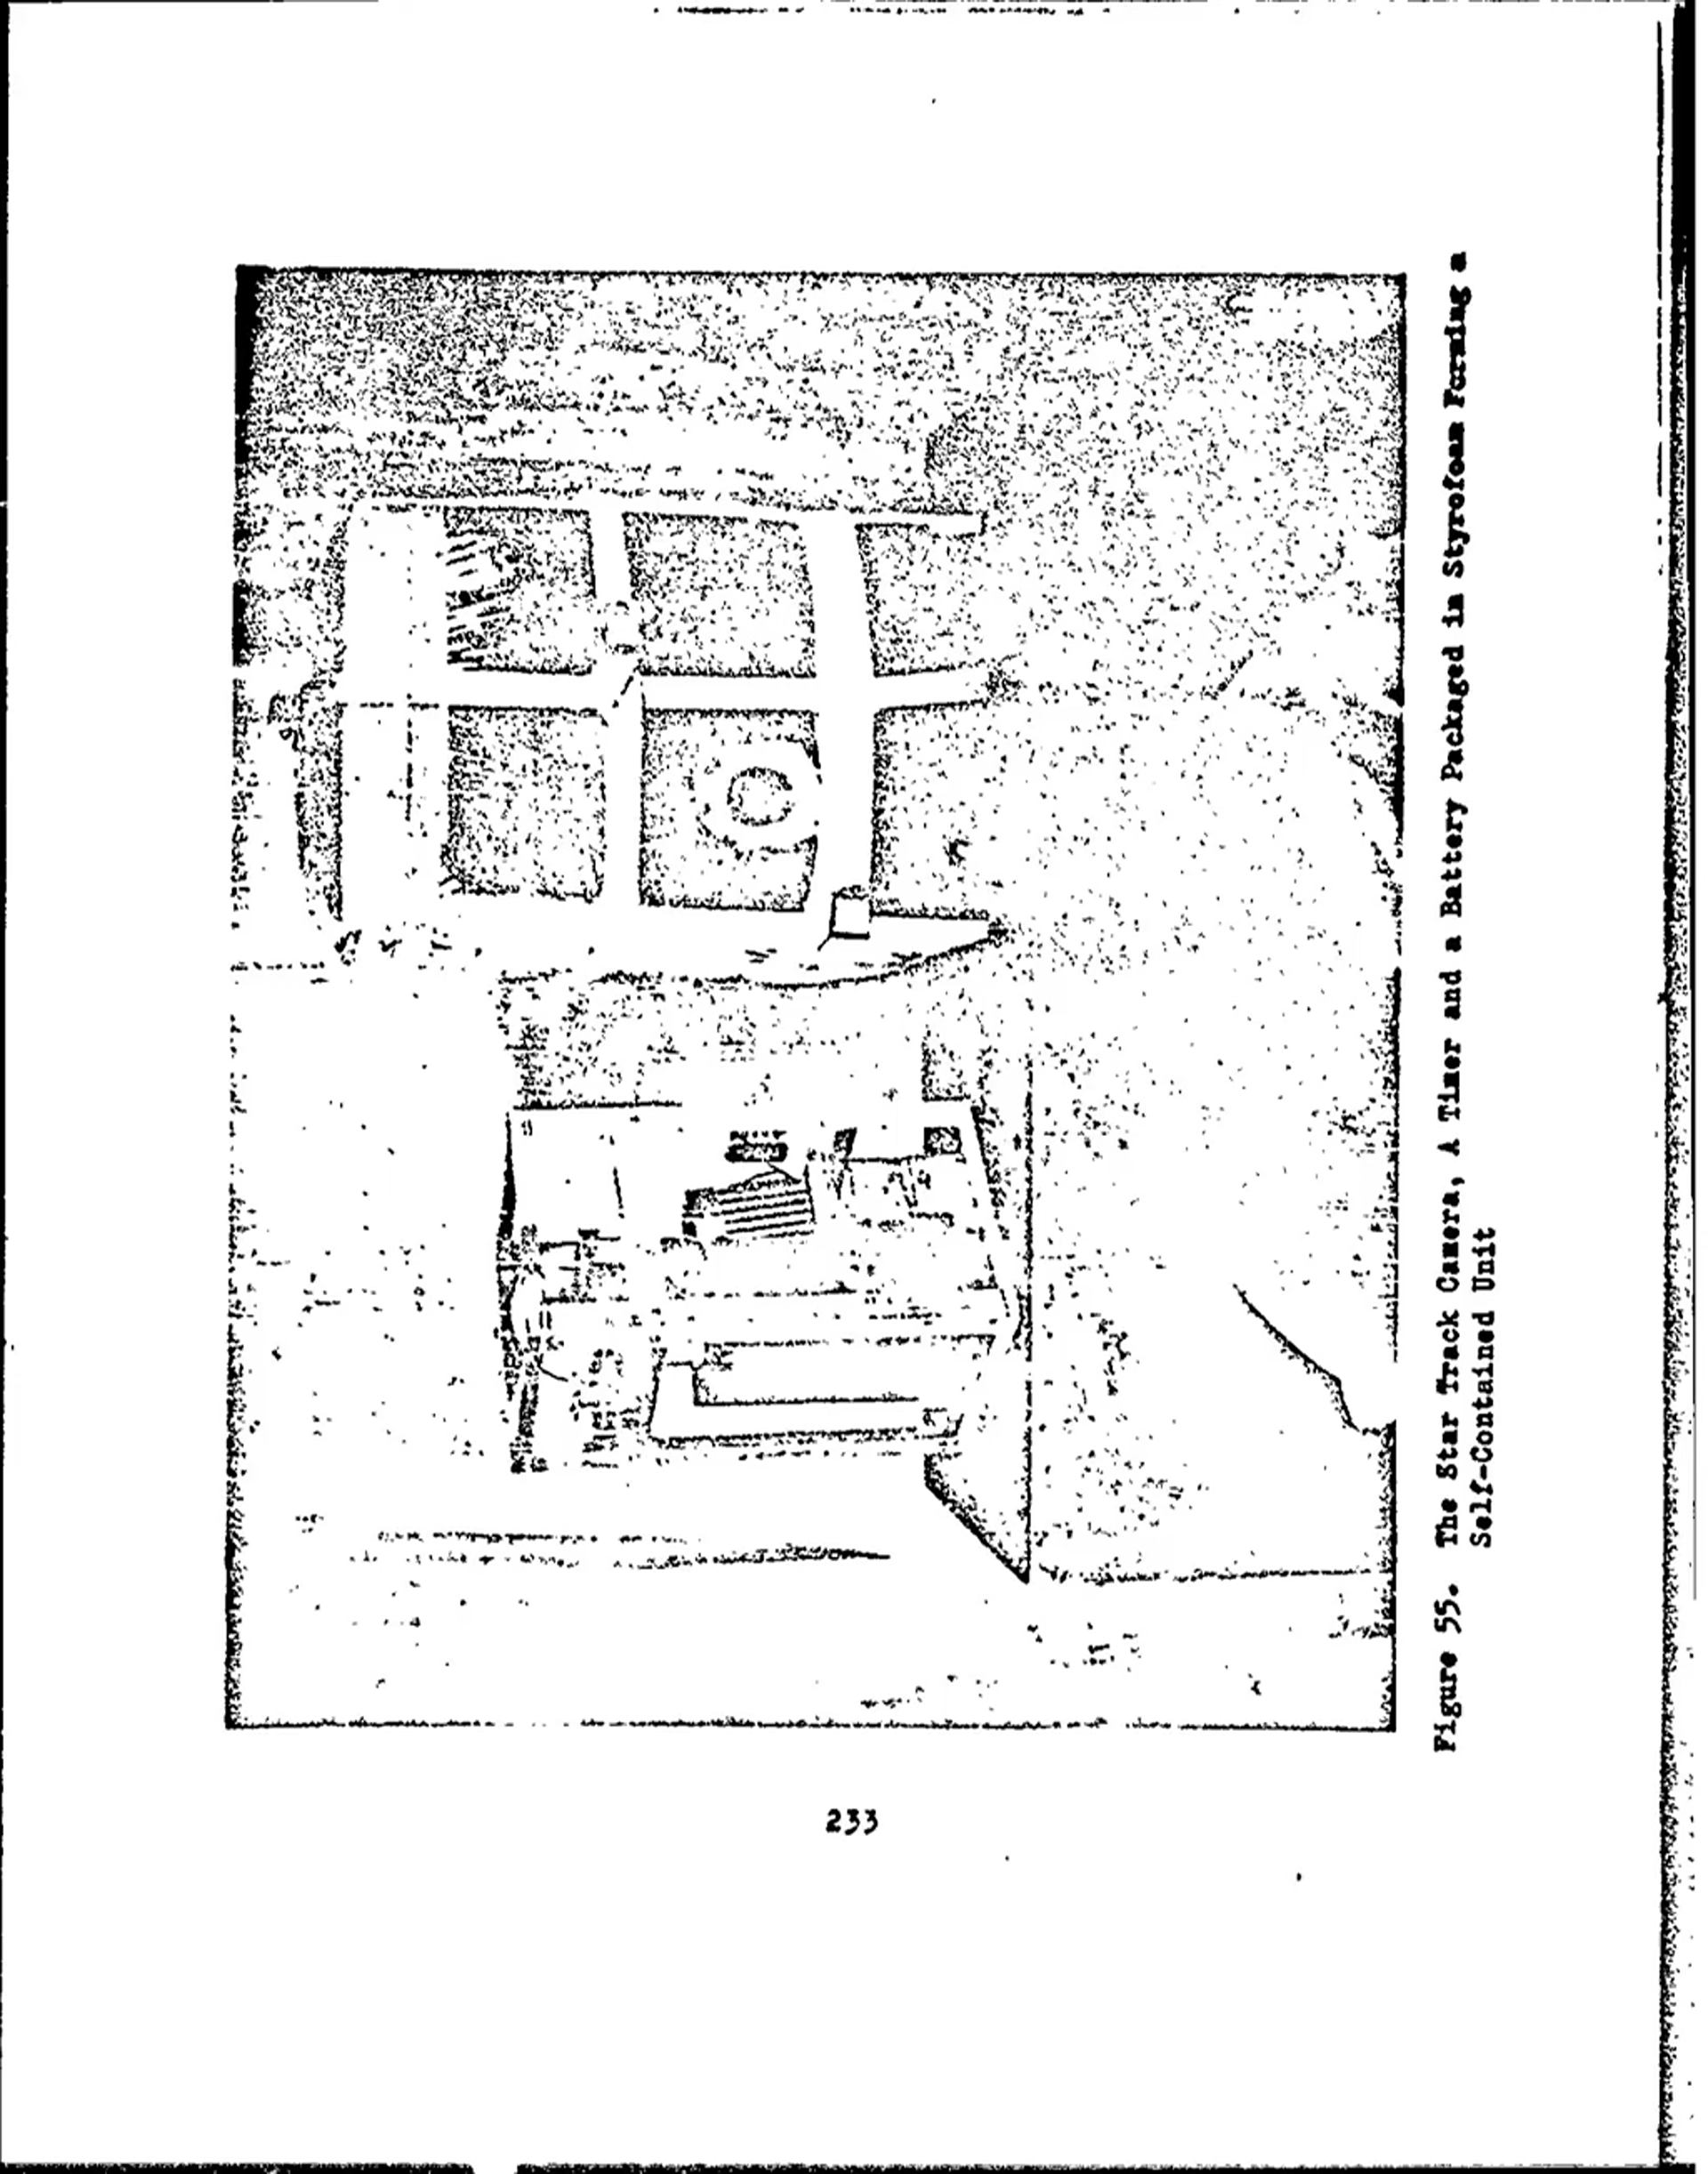 Figure 55. The Star Track Camera, A Timer and a Battery Packaged in Styrofoam Forming a
Self-Contained Unit
233